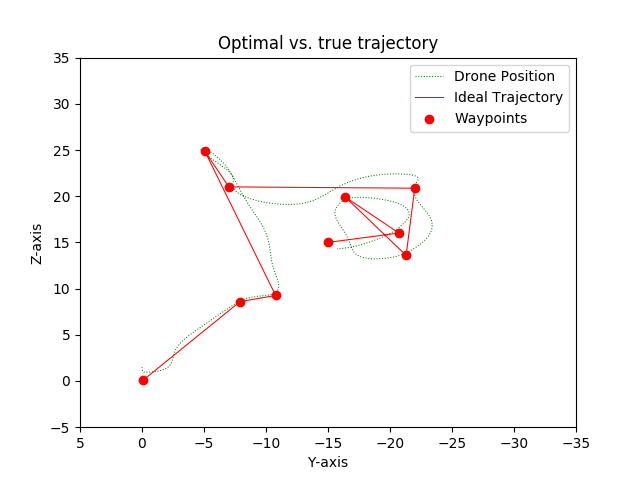 Optimal vs. true trajectory
Drone Position
Ideal Trajectory
Waypoints
Z-axis
35
30
25
20
15
10
5
0
−5
5 0 −5 −10 −15 −20 −25 −30 −35
Y-axis